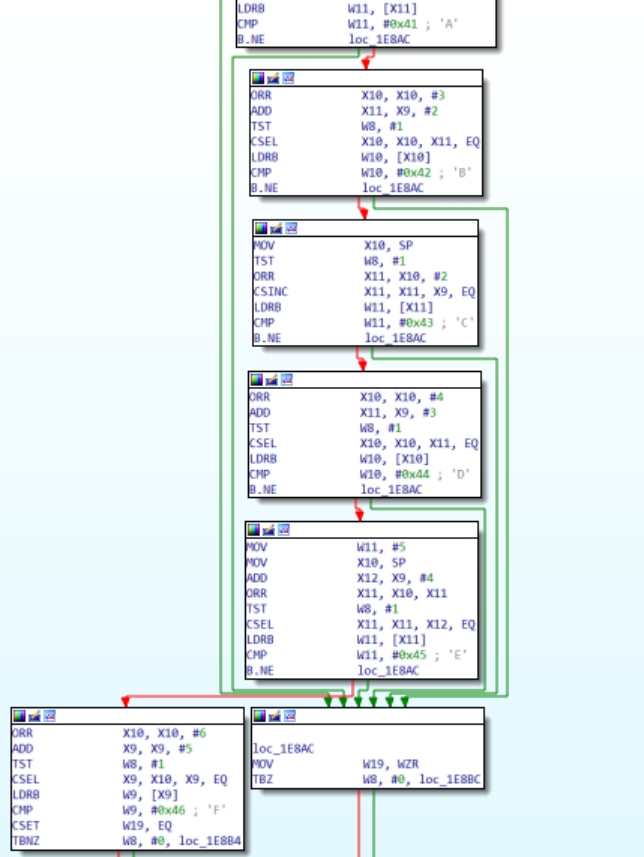 LDRB W11, [X11]
CMP W11, #0x41 ; 'A'
B.NE loc_1E8AC
ORR X10, X10, #3
ADD X11, X9, #2
TST W8, #1
CSEL X10, X10, X11, EQ
LDRB W10, [X10]
CMP W10, #0x42 ; 'B'
B.NE loc_1E8AC
MOV X10, SP
TST W8, #1
ORR X11, X10, #2
CSINC X11, X11, X9, EQ
LDRB W11, [X11]
CMP W11, #0x43 ; 'C'
B.NE loc_1E8AC
ORR X10, X10, #4
ADD X11, X9, #3
TST W8, #1
CSEL X10, X10, X11, EQ
LDRB W10, [X10]
CMP W10, #0x44 ; 'D'
B.NE loc_1E8AC
MOV W11, #5
MOV X10, SP
ADD X12, X9, #4
ORR X11, X10, X11
TST W8, #1
CSEL X11, X11, X12, EQ
LDRB W11, [X11]
CMP W11, #0x45 ; 'E'
B.NE loc_1E8AC
ORR X10, X10, #6
ADD X9, X9, #5
TST W8, #1
CSEL X9, X10, X9, EQ
LDRB W9, [X9]
CMP W9, #0x46 ; 'F'
CSET W19, EQ
TBNZ W8, #0, loc_1E8B4
loc_1E8AC
MOV W19, WZR
TBZ W8, #0, loc_1E8BC